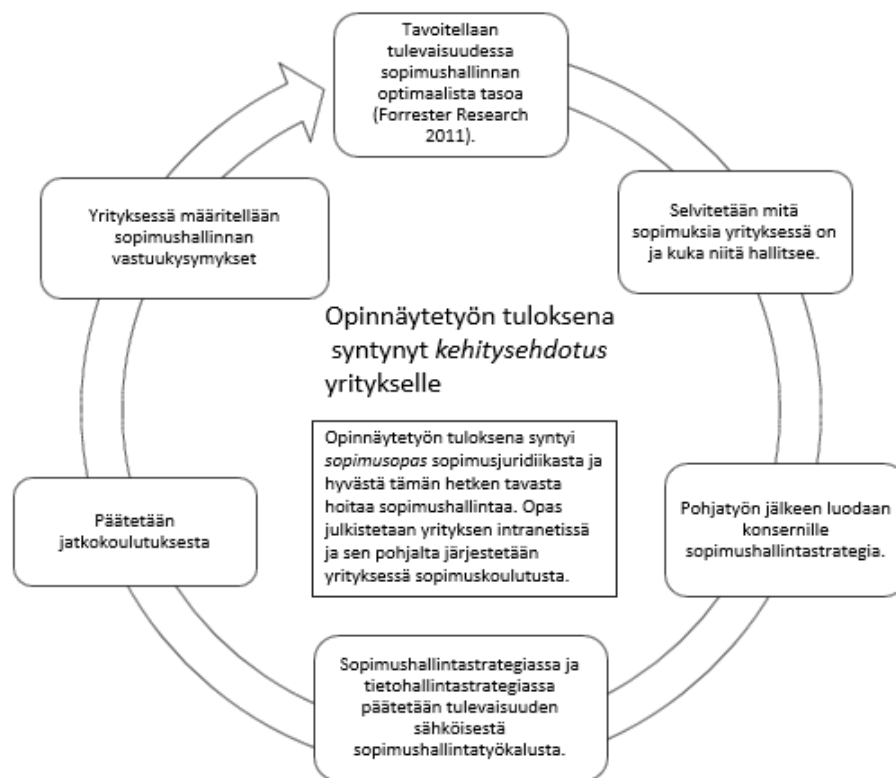 Tavoitellaan
tulevaisuudessa
sopimushallinnan
optimaalista tasoa
(Forrester Research
2011).
Selvitetään mitä
sopimuksia yrityksessä on
ja kuka niitä hallitsee.
Pohjatyön jälkeen luodaan
konsernille
sopimushallintastrategia.
Sopimushallintastrategiassa ja
tietohallintastrategiassa
päätetään tulevaisuuden
sähköisestä
sopimushallintatyökalusta.
Päätetään
jatkokoulutuksesta
Yrityksessä määritellään
sopimushallinnan
vastuukysymykset
Opinnäytetyön tuloksena
syntynyt kehitysehdotus
yritykselle
Opinnäytetyön tuloksena syntyi
sopimusopas sopimusjuridiikasta ja
hyvästä tämän hetken tavasta
hoitaa sopimushallintaa. Opas
julkistetaan yrityksen intranetissä
ja sen pohjalta järjestetään
yrityksessä sopimuskoulutusta.